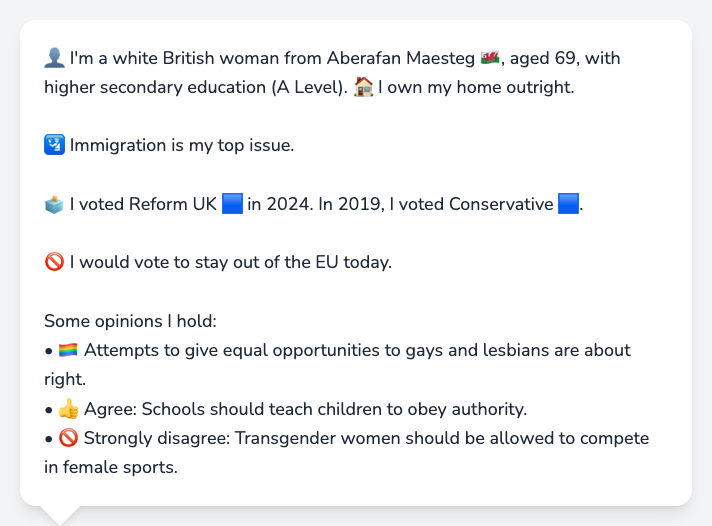 👤 I'm a white British woman from Aberafan Maesteg 🏴󠁧󠁢󠁷󠁬󠁳󠁿, aged 69, with
higher secondary education (A Level). 🏠 I own my home outright.
🛂 Immigration is my top issue.
🗳️ I voted Reform UK 🟦 in 2024. In 2019, I voted Conservative 🟦.
🚫 I would vote to stay out of the EU today.
Some opinions I hold:
• 🏳️‍🌈 Attempts to give equal opportunities to gays and lesbians are about
right.
• 👍 Agree: Schools should teach children to obey authority.
• 🚫 Strongly disagree: Transgender women should be allowed to compete
in female sports.